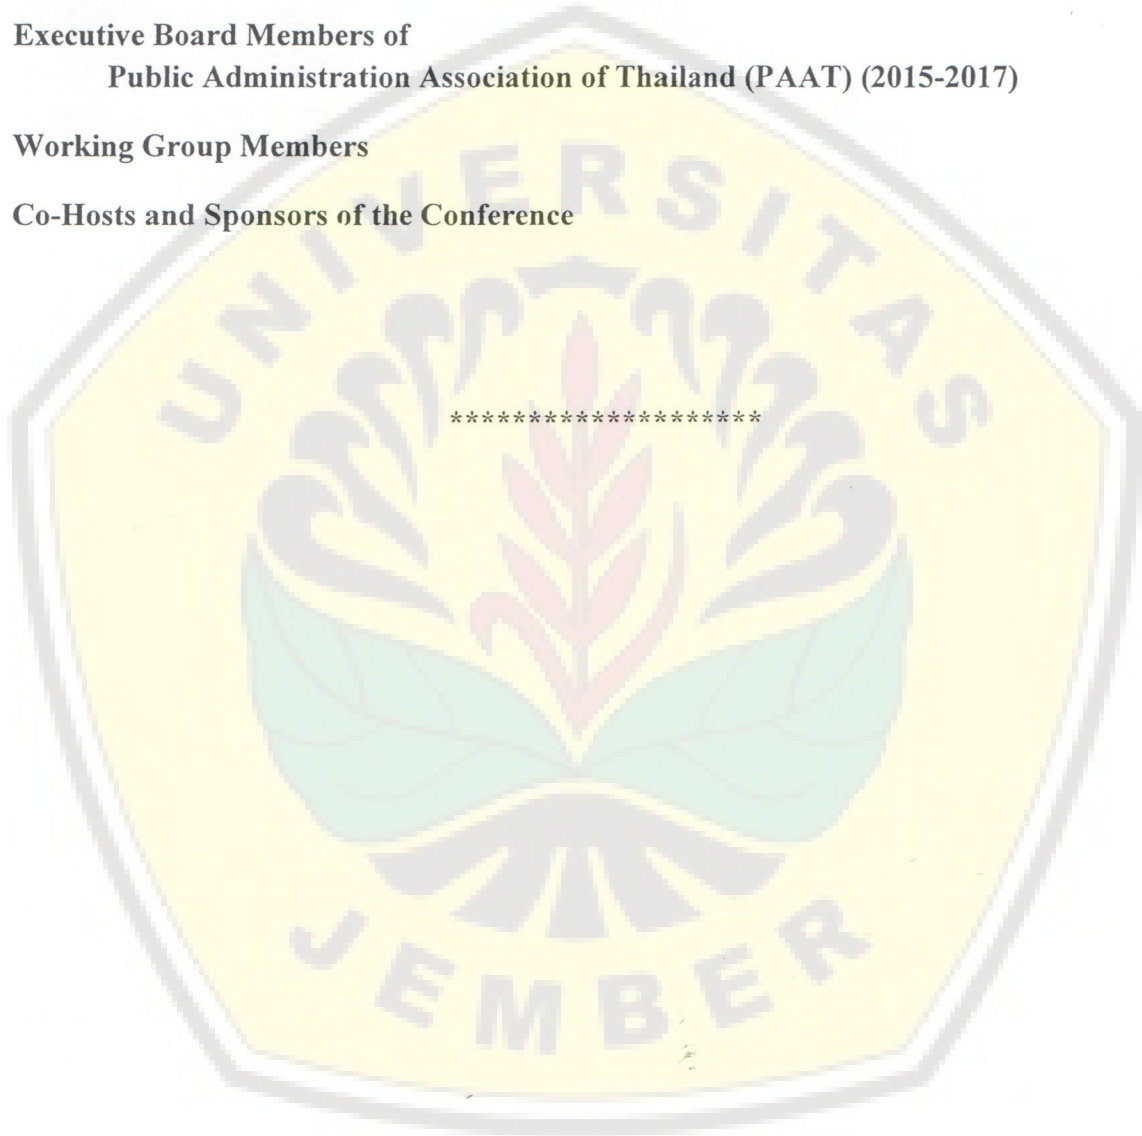 Executive Board Members of
Public Administration Association of Thailand (PAAT) (2015-2017)
Working Group Members
Co-Hosts and Sponsors of the Conference
********************
UNIVERSITAS
JEMBER